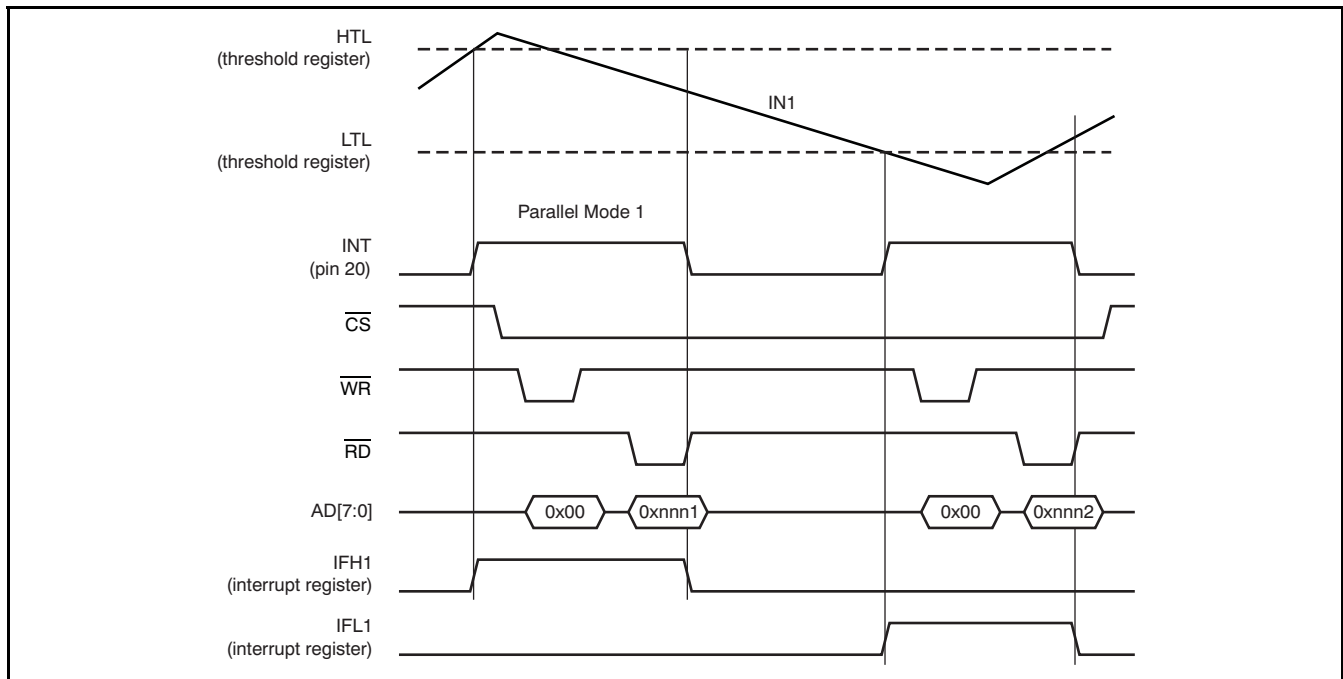 HTL
(threshold register)
IN1
LTL
(threshold register)
Parallel Mode 1
INT
(pin 20)
CS
WR
RD
AD[7:0]
0x00
0xnnn1
0x00
0xnnn2
IFH1
(interrupt register)
IFL1
(interrupt register)